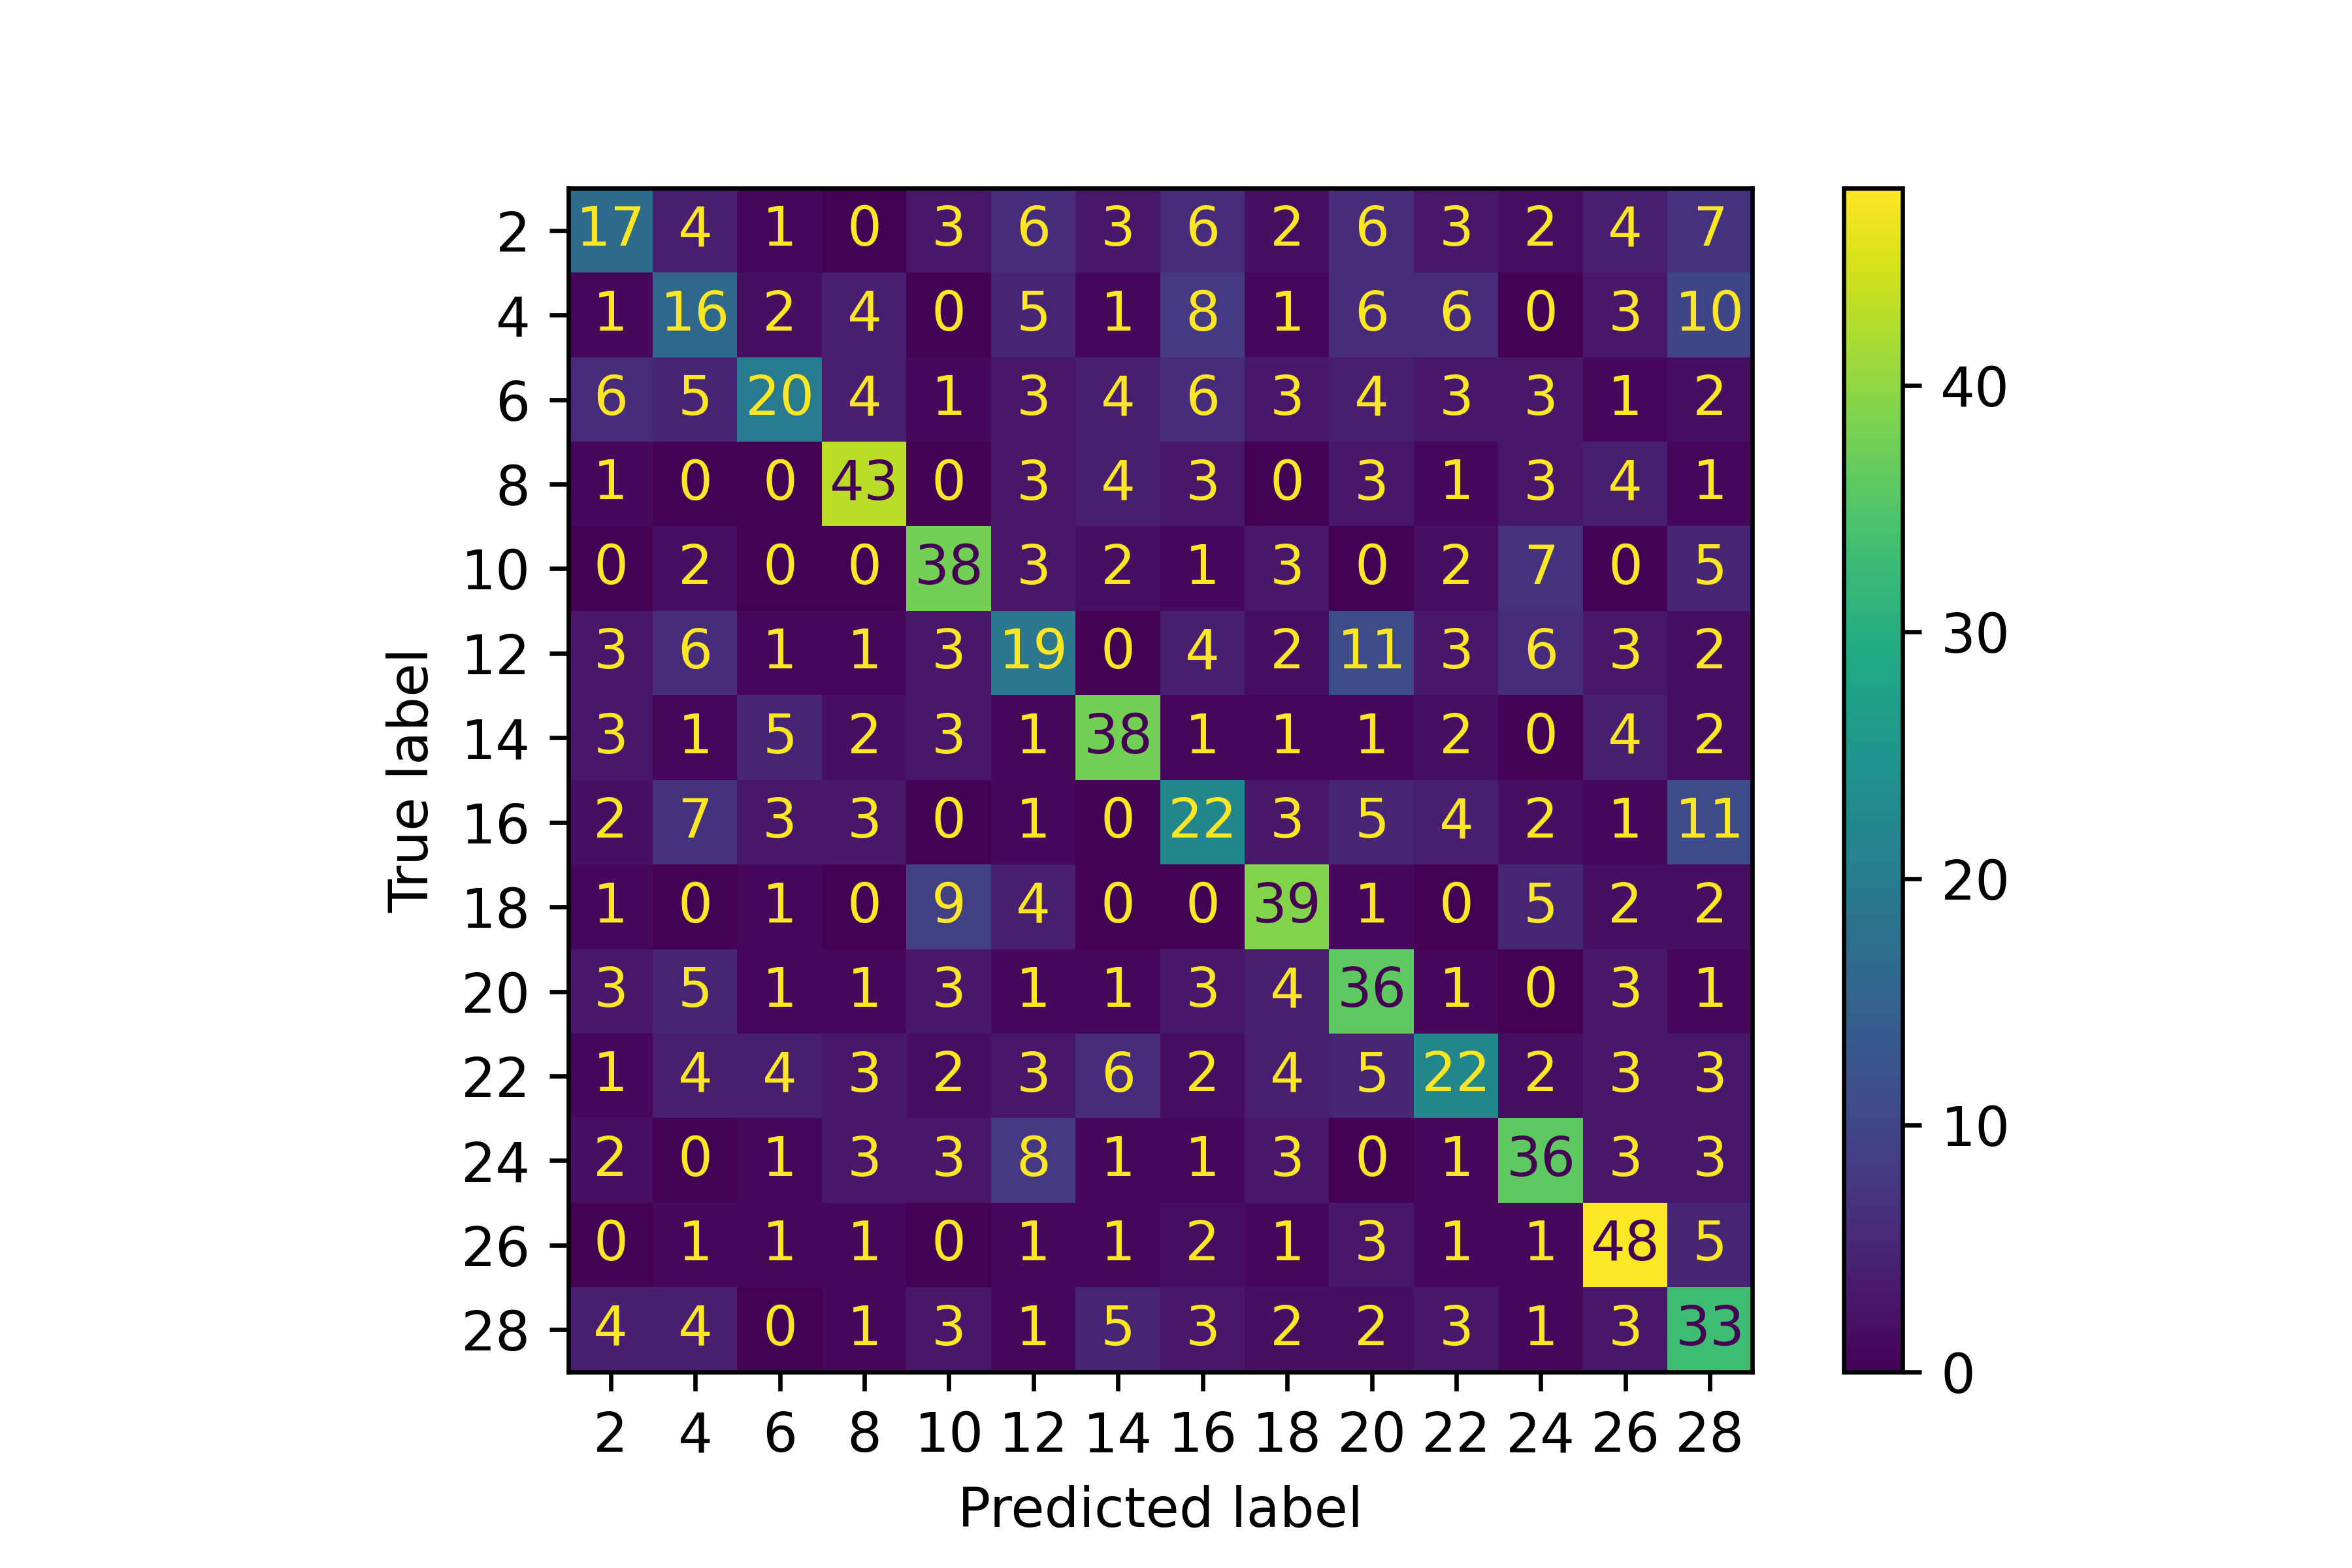 2 17 4 1 0 3 6 3 6 2 6 3 2 4 7
4 1 16 2 4 0 5 1 8 1 6 6 0 3 10
6 6 5 20 4 1 3 4 6 3 4 3 3 1 2
8 1 0 0 43 0 3 4 3 0 3 1 3 4 1
10 0 2 0 0 38 3 2 1 3 0 2 7 0 5
12 3 6 1 1 3 19 0 4 2 11 3 6 3 2
14 3 1 5 2 3 1 38 1 1 1 2 0 4 2
16 2 7 3 3 0 1 0 22 3 5 4 2 1 11
18 1 0 1 0 9 4 0 0 39 1 0 5 2 2
20 3 5 1 1 3 1 1 3 4 36 1 0 3 1
22 1 4 4 3 2 3 6 2 4 5 22 2 3 3
24 2 0 1 3 3 8 1 1 3 0 1 36 3 3
26 0 1 1 1 0 1 1 2 1 3 1 1 48 5
28 4 4 0 1 3 1 5 3 2 2 3 1 3 33
2 4 6 8 10 12 14 16 18 20 22 24 26 28
Predicted label
True label
40
30
20
10
0